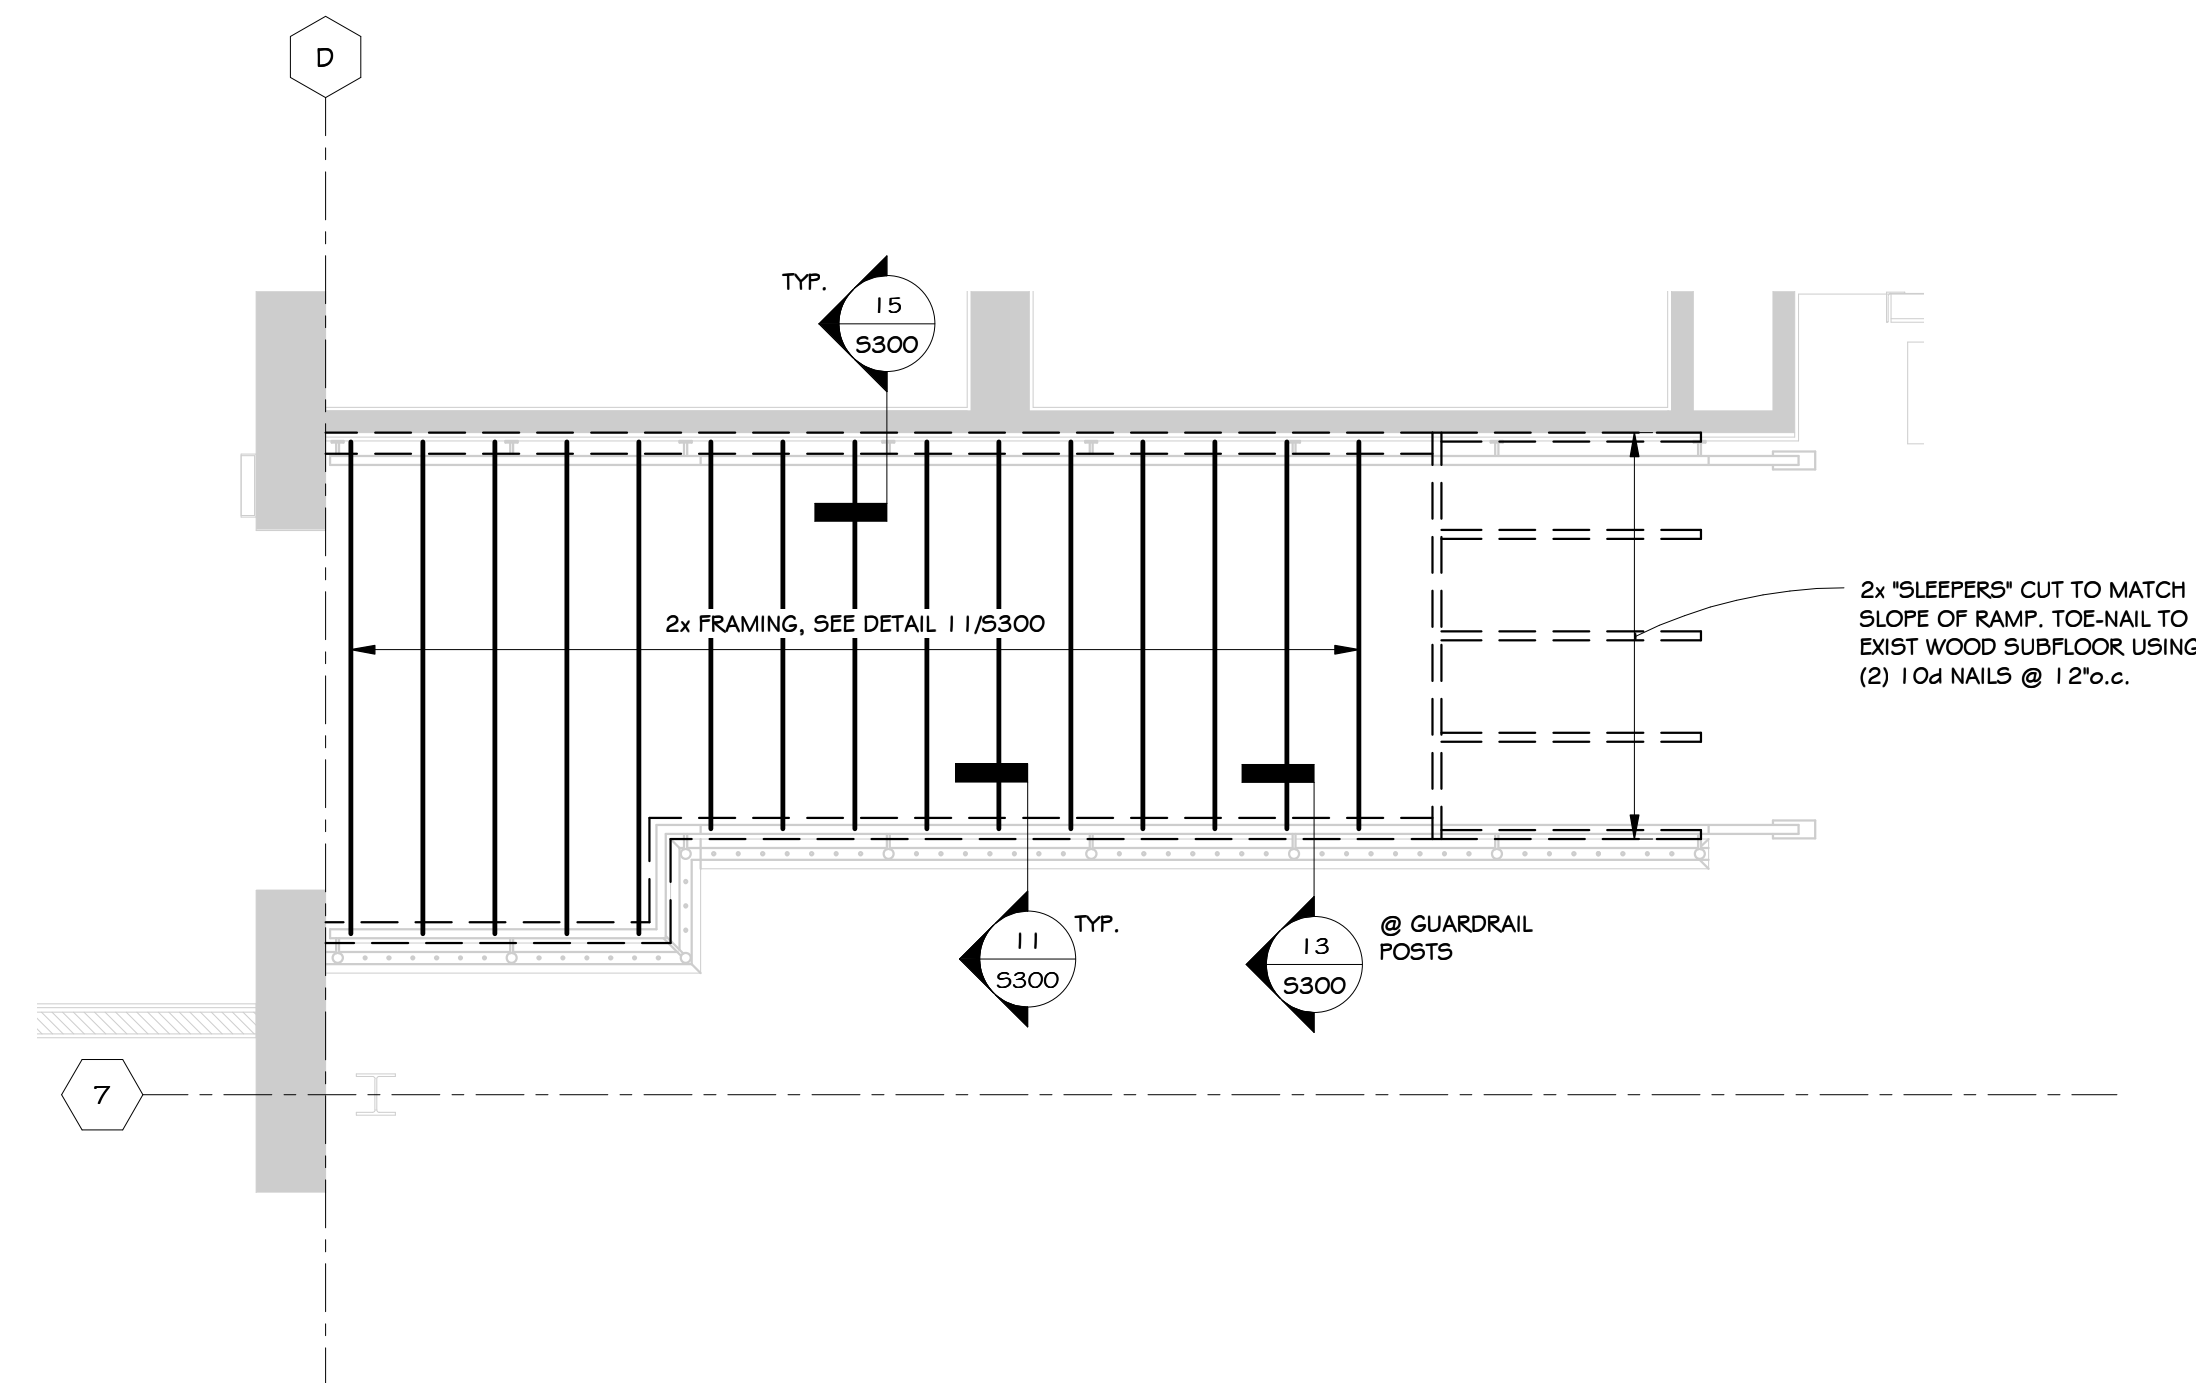 D
TYP.
15
S300
2x FRAMING, SEE DETAIL 11/S300
2x "SLEEPERS" CUT TO MATCH
SLOPE OF RAMP. TOE-NAIL TO
EXIST WOOD SUBFLOOR USING
(2) 10d NAILS @ 12"o.c.
11
S300
TYP.
13
S300
@ GUARDRAIL
POSTS
7